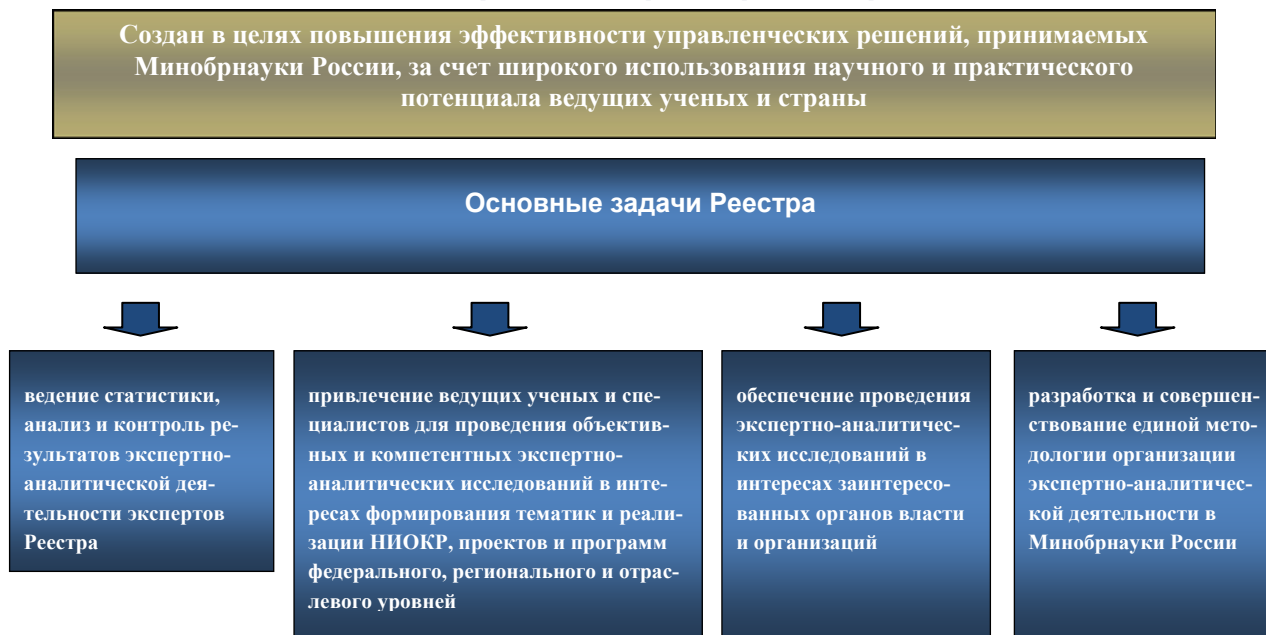 Создан в целях повышения эффективности управленческих решений, принимаемых
Минобрнауки России, за счет широкого использования научного и практического
потенциала ведущих ученых и страны
Основные задачи Реестра
ведение статистики,
анализ и контроль ре-
зультатов экспертно-
аналитической дея-
тельности экспертов
Реестра
привлечение ведущих ученых и спе-
циалистов для проведения объектив-
ных и компетентных экспертно-
аналитических исследований в инте-
ресах формирования тематик и реали-
зации НИОКР, проектов и программ
федерального, регионального и отрас-
левого уровней
обеспечение проведения
экспертно-аналитичес-
ких исследований в
интересах заинтересо-
ванных органов власти
и организаций
разработка и совершен-
ствование единой мето-
дологии организации
экспертно-аналитичес-
кой деятельности в
Минобрнауки России